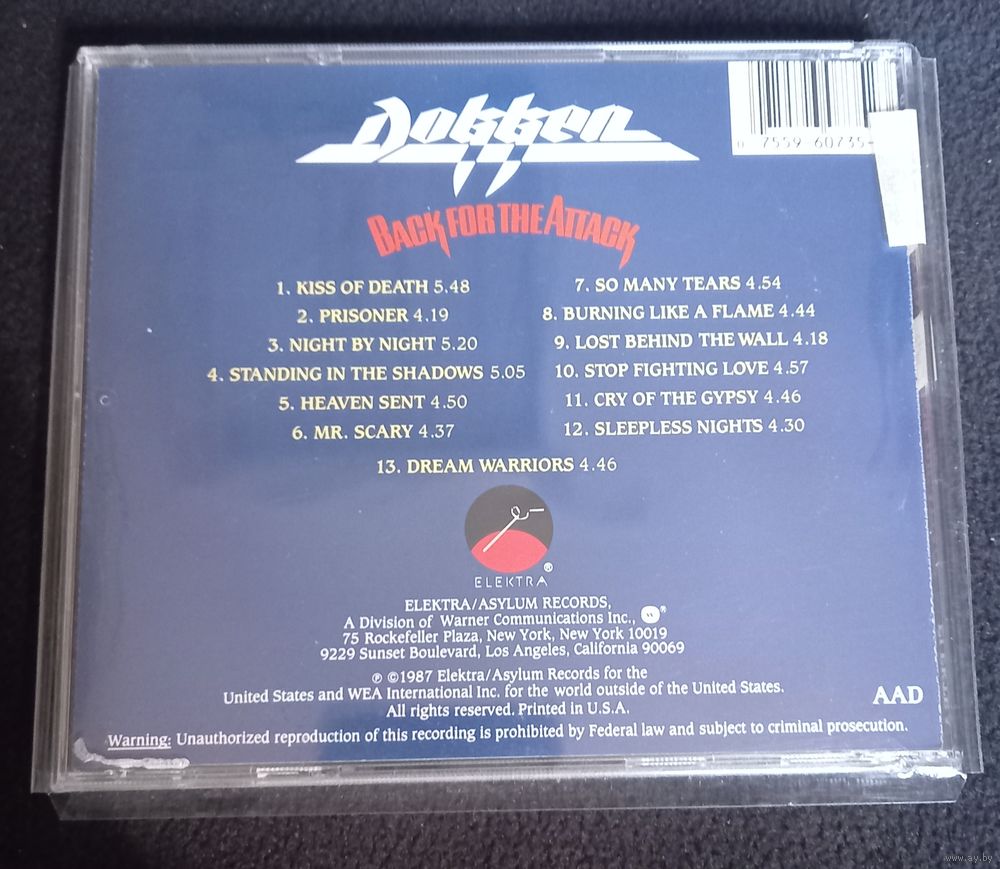 Dokken
BACK FOR THE ATTACK
0 7559 60735-
1. KISS OF DEATH 5.48
2. PRISONER 4.19
3. NIGHT BY NIGHT 5.20
4. STANDING IN THE SHADOWS 5.05
5. HEAVEN SENT 4.50
6. MR. SCARY 4.37
7. SO MANY TEARS 4.54
8. BURNING LIKE A FLAME 4.44
9. LOST BEHIND THE WALL 4.18
10. STOP FIGHTING LOVE 4.57
11. CRY OF THE GYPSY 4.46
12. SLEEPLESS NIGHTS 4.30
13. DREAM WARRIORS 4.46
ELEKTRA®
ELEKTRA/ASYLUM RECORDS,
A Division of Warner Communications Inc., ®
75 Rockefeller Plaza, New York, New York 10019
9229 Sunset Boulevard, Los Angeles, California 90069
℗ ©1987 Elektra/Asylum Records for the
United States and WEA International Inc. for the world outside of the United States.
All rights reserved. Printed in U.S.A.
AAD
Warning: Unauthorized reproduction of this recording is prohibited by Federal law and subject to criminal prosecution.
www.ay.by